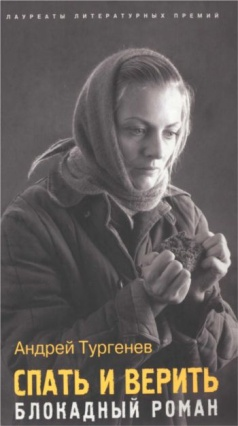 ЛАУРЕАТЫ ЛИТЕРАТУРНЫХ ПРЕМИЙ
Андрей Тургенев
СПАТЬ И ВЕРИТЬ
БЛОКАДНЫЙ РОМАН